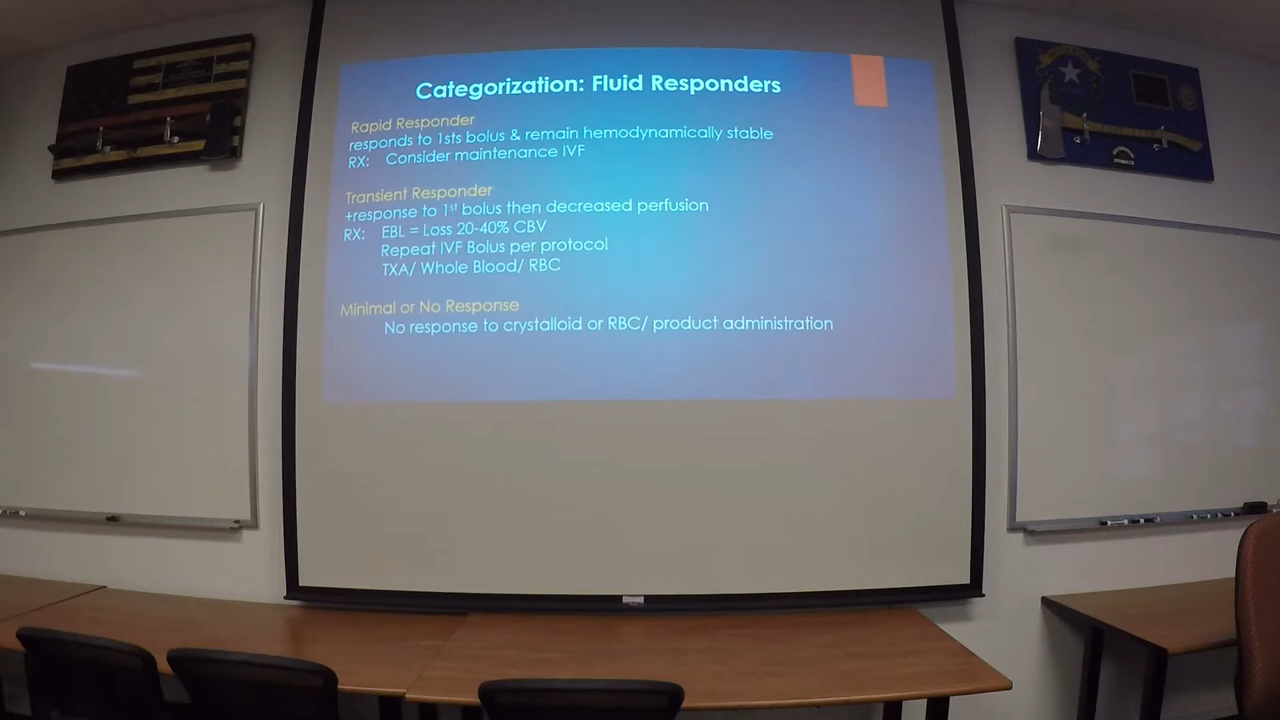 Categorization: Fluid Responders
Rapid Responder
responds to 1sts bolus & remain hemodynamically stable
RX: Consider maintenance IVF
Transient Responder
+response to 1st bolus then decreased perfusion
RX: EBL = Loss 20-40% CBV
Repeat IVF Bolus per protocol
TXA/ Whole Blood/ RBC
Minimal or No Response
No response to crystalloid or RBC/ product administration